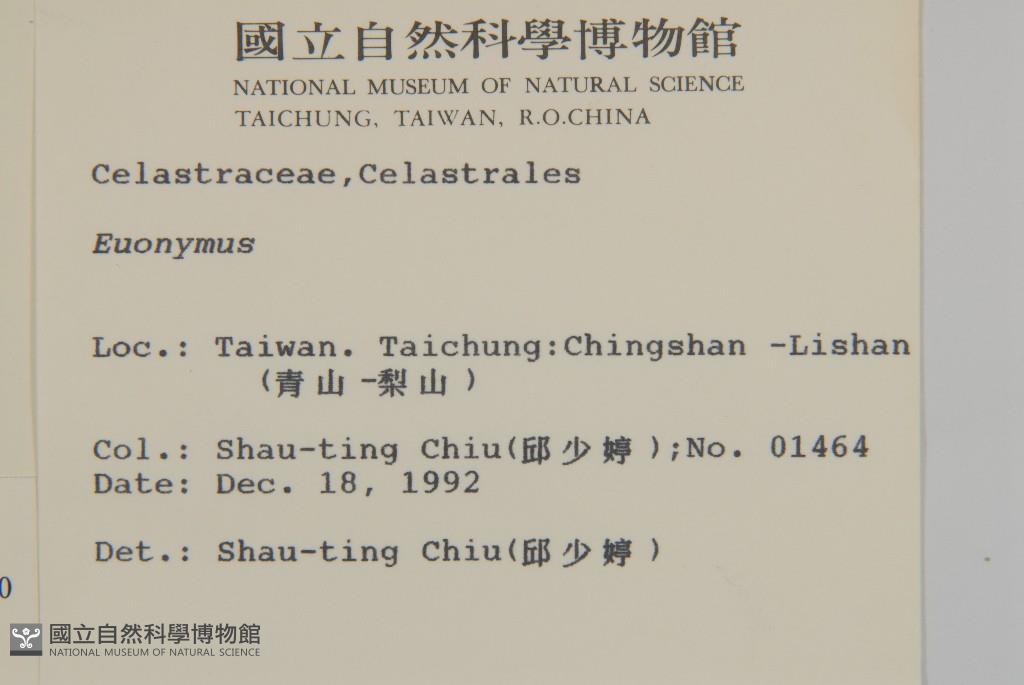 國立自然科學博物館
NATIONAL MUSEUM OF NATURAL SCIENCE
TAICHUNG, TAIWAN, R.O.CHINA
Celastraceae,Celastrales
Euonymus
Loc.: Taiwan. Taichung:Chingshan -Lishan
(青山-梨山)
Col.: Shau-ting Chiu(邱少婷);No. 01464
Date: Dec. 18, 1992
Det.: Shau-ting Chiu(邱少婷)
0
國立自然科學博物館
NATIONAL MUSEUM OF NATURAL SCIENCE